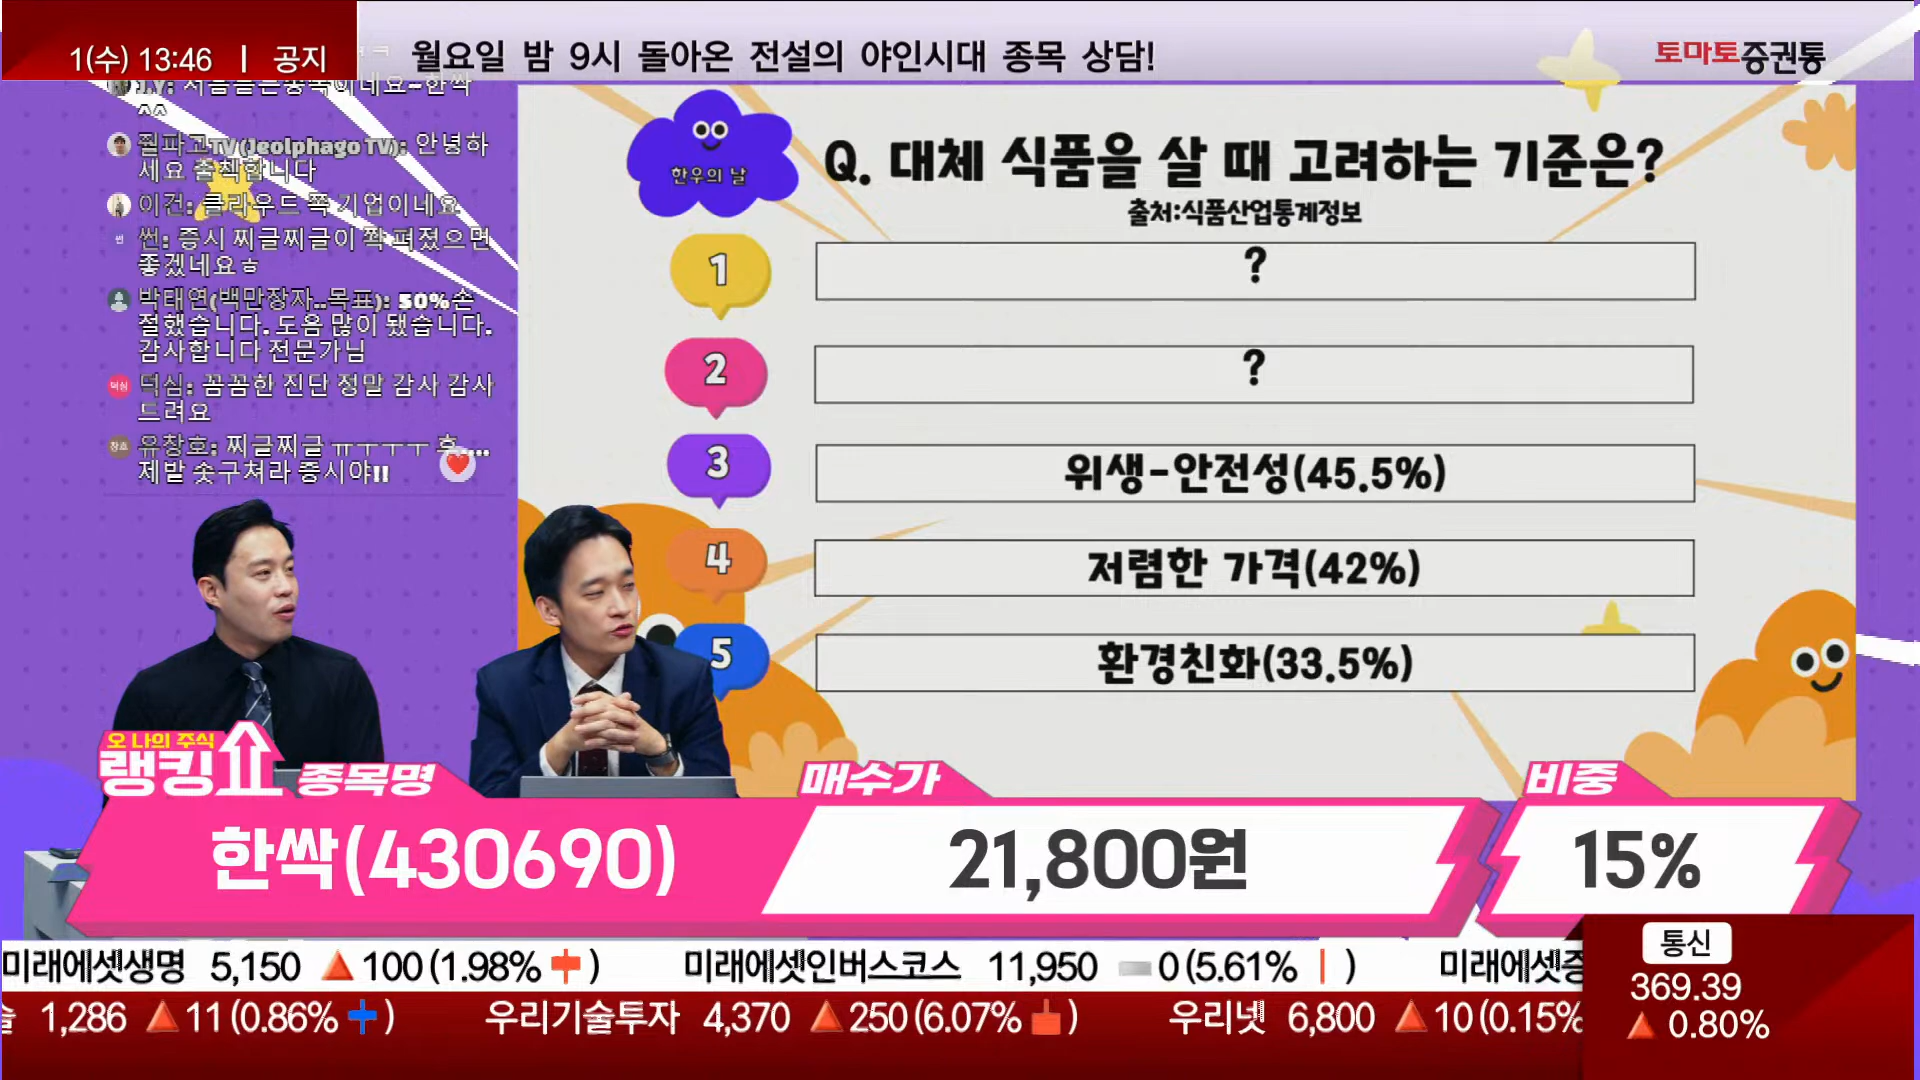 1(수) 13:46 | 공지
월요일 밤 9시 돌아온 전설의 야인시대 종목 상담!
토마토증권통
^^
쩔파고TV(Jeolphago TV): 안녕하
세요 출첵합니다
이건: 클라우드 쪽 기업이네요
썬: 증시 찌글찌글이 쫙 펴졌으면
좋겠네요ㅎ
박태연(백만장자..목표): 50%손
절했습니다. 도움 많이 됐습니다.
감사합니다 전문가님
덕심
덕심: 꼼꼼한 진단 정말 감사 감사
드려요
창호
유창호: 찌글찌글 ㅠㅜㅜㅜㅜ 후....
제발 솟구쳐라 증시야!!
한우의 날
Q. 대체 식품을 살 때 고려하는 기준은?
출처:식품산업통계정보
1 ?
2 ?
3 위생-안전성(45.5%)
4 저렴한 가격(42%)
5 환경친화(33.5%)
오 나의 주식
랭킹쇼
종목명
매수가
비중
한싹(430690)
21,800원
15%
미래에셋생명 5,150 ▲100(1.98% )
미래에셋인버스코스 11,950 0(5.61% )
미래에셋증
1,286 ▲11(0.86% )
우리기술투자 4,370 ▲250(6.07% )
우리넷 6,800 ▲10(0.15%
통신
369.39
▲ 0.80%